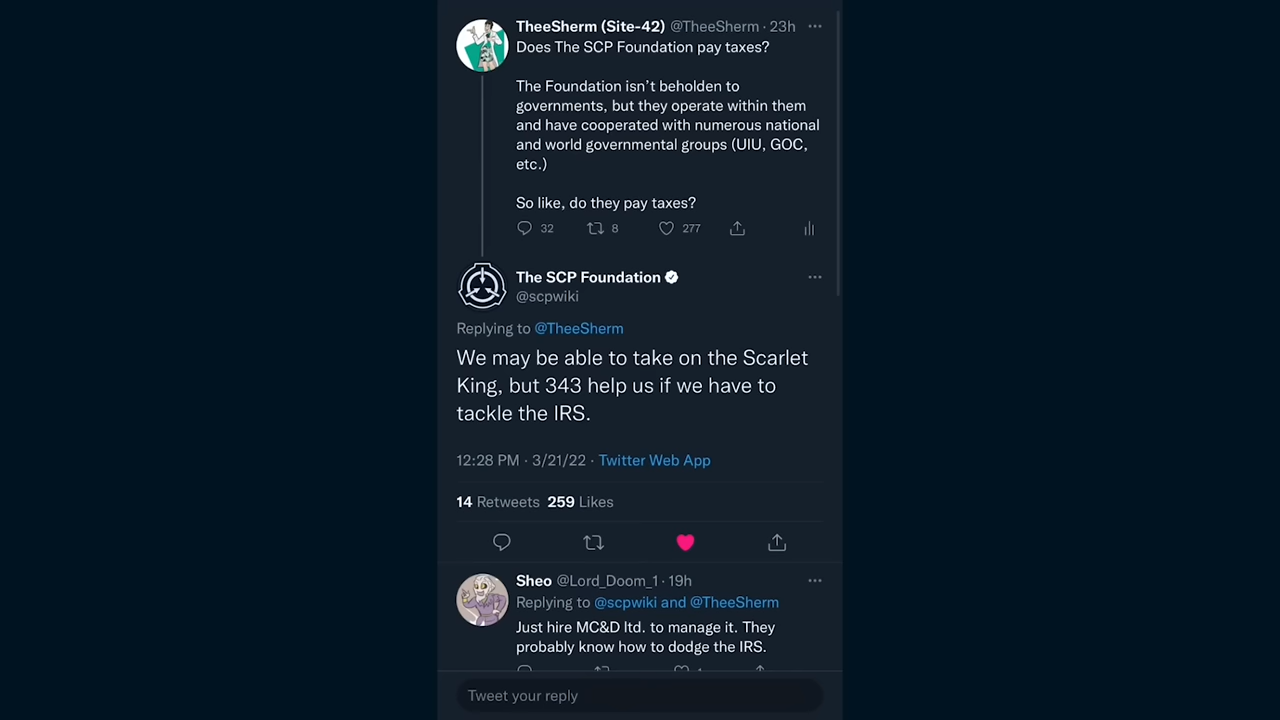 TheeSherm (Site-42) @TheeSherm · 23h
Does The SCP Foundation pay taxes?
The Foundation isn’t beholden to
governments, but they operate within them
and have cooperated with numerous national
and world governmental groups (UIU, GOC,
etc.)
So like, do they pay taxes?
32 8 277
The SCP Foundation
@scpwiki
Replying to @TheeSherm
We may be able to take on the Scarlet
King, but 343 help us if we have to
tackle the IRS.
12:28 PM · 3/21/22 · Twitter Web App
14 Retweets 259 Likes
Sheo @Lord_Doom_1 · 19h
Replying to @scpwiki and @TheeSherm
Just hire MC&D ltd. to manage it. They
probably know how to dodge the IRS.
Tweet your reply